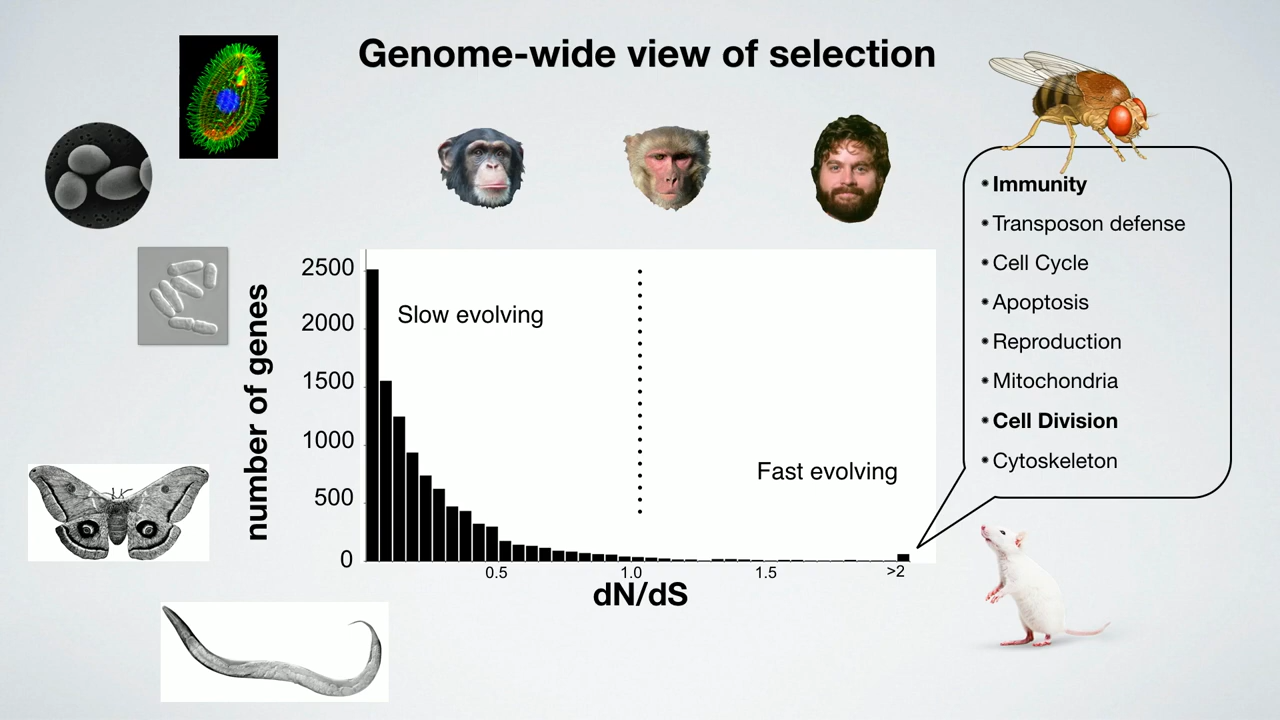 Genome-wide view of selection
• Immunity
• Transposon defense
• Cell Cycle
• Apoptosis
• Reproduction
• Mitochondria
• Cell Division
• Cytoskeleton
number of genes
2500
2000
1500
1000
500
0
Slow evolving
Fast evolving
0.5
1.0
1.5
>2
dN/dS